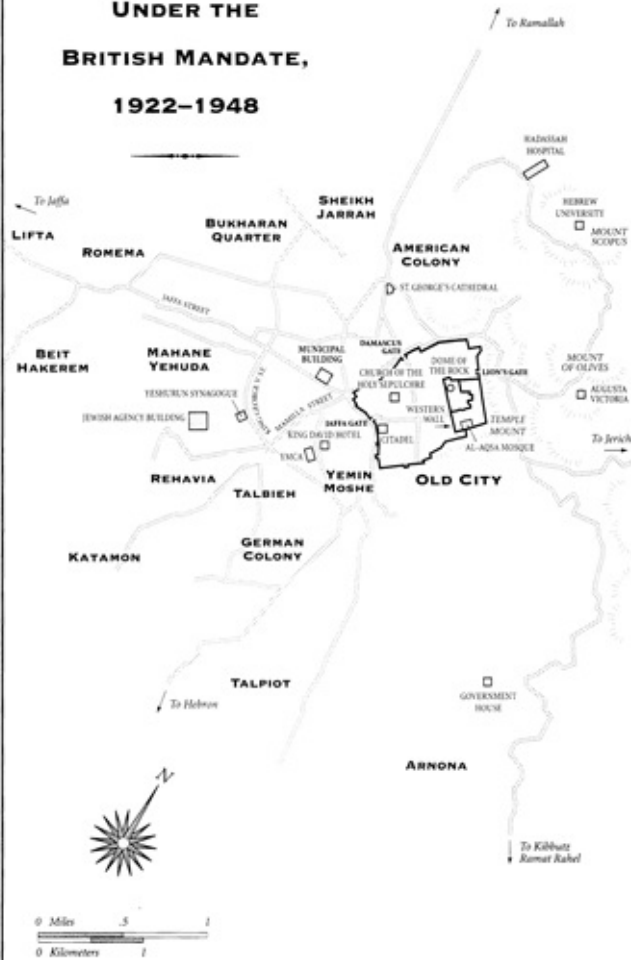 UNDER THE
BRITISH MANDATE,
1922–1948
To Ramallah
HADASSAH
HOSPITAL
HEBREW
UNIVERSITY
MOUNT
SCOPUS
To Jaffa
LIFTA
ROMEMA
BUKHARAN
QUARTER
SHEIKH
JARRAH
AMERICAN
COLONY
ST. GEORGE'S CATHEDRAL
JAFFA STREET
BEIT
HAKEREM
MAHANE
YEHUDA
MUNICIPAL
BUILDING
DAMASCUS
GATE
CHURCH OF THE
HOLY SEPULCHRE
DOME OF
THE ROCK
LION'S GATE
MOUNT
OF OLIVES
AUGUSTA
VICTORIA
YESHURUN SYNAGOGUE
KING GEORGE V ST.
MAMILLA STREET
JEWISH AGENCY BUILDING
JAFFA GATE
WESTERN
WALL
TEMPLE
MOUNT
KING DAVID HOTEL
CITADEL
AL-AQSA MOSQUE
To Jerich
YMCA
REHAVIA
TALBIEH
YEMIN
MOSHE
OLD CITY
KATAMON
GERMAN
COLONY
TALPIOT
GOVERNMENT
HOUSE
To Hebron
ARNONA
N
To Kibbutz
Ramat Rahel
0 Miles .5 1
0 Kilometers 1